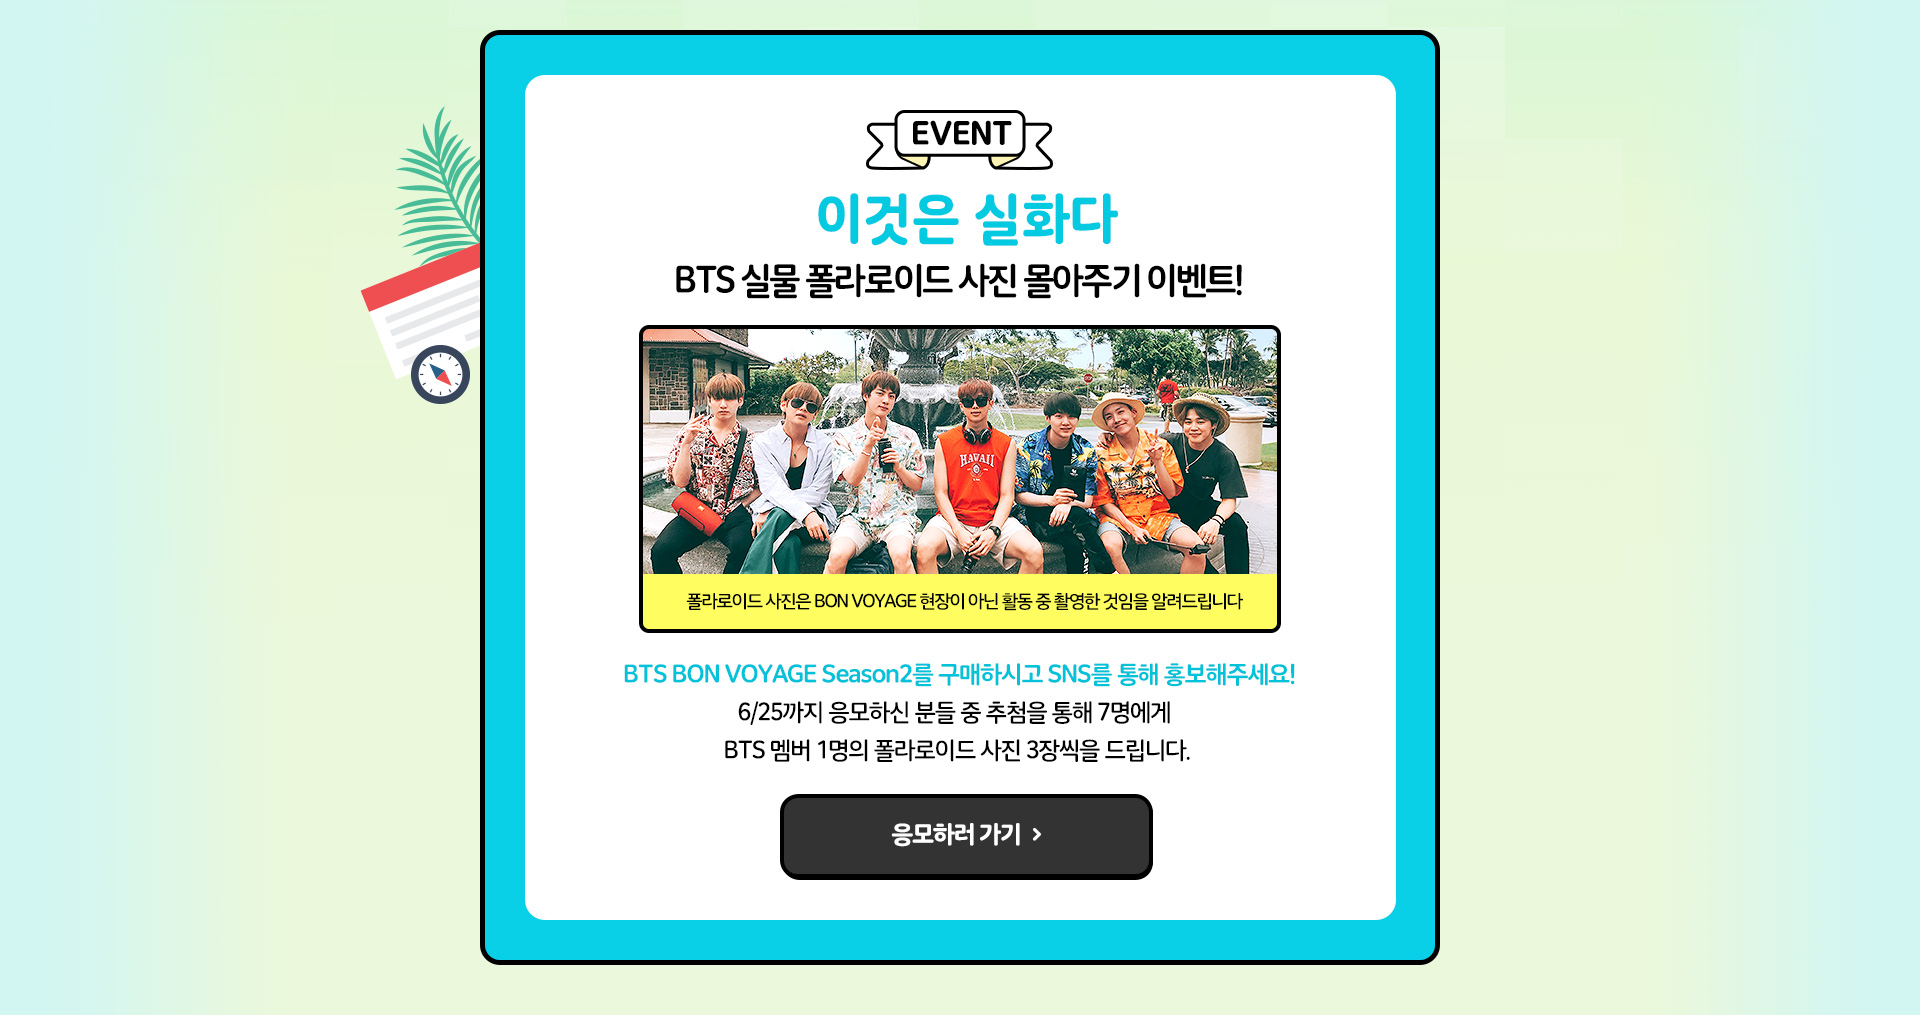 EVENT
이것은 실화다
BTS 실물 폴라로이드 사진 몰아주기 이벤트!
HAWAII
폴라로이드 사진은 BON VOYAGE 현장이 아닌 활동 중 촬영한 것임을 알려드립니다
BTS BON VOYAGE Season2를 구매하시고 SNS를 통해 홍보해주세요!
6/25까지 응모하신 분들 중 추첨을 통해 7명에게
BTS 멤버 1명의 폴라로이드 사진 3장씩을 드립니다.
응모하러 가기 >